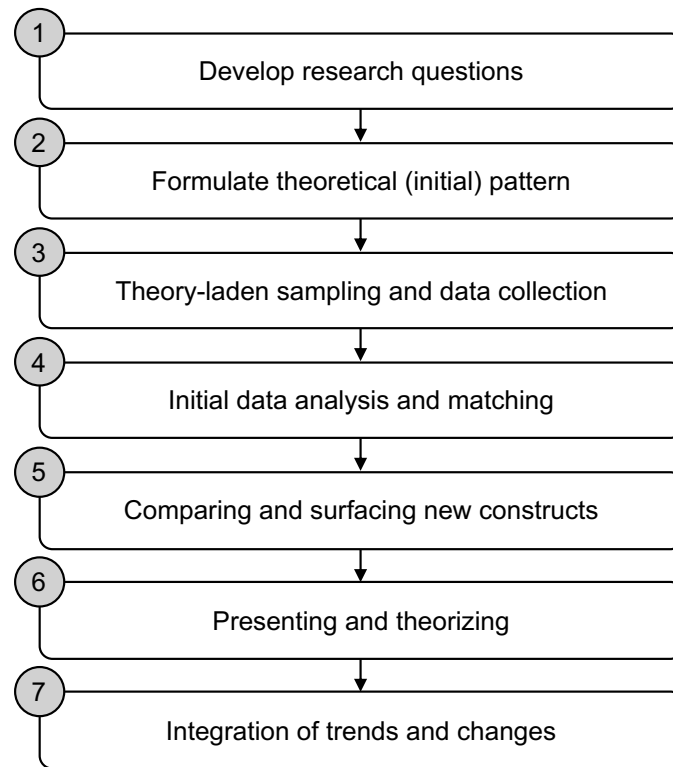 1
Develop research questions
2
Formulate theoretical (initial) pattern
3
Theory-laden sampling and data collection
4
Initial data analysis and matching
5
Comparing and surfacing new constructs
6
Presenting and theorizing
7
Integration of trends and changes